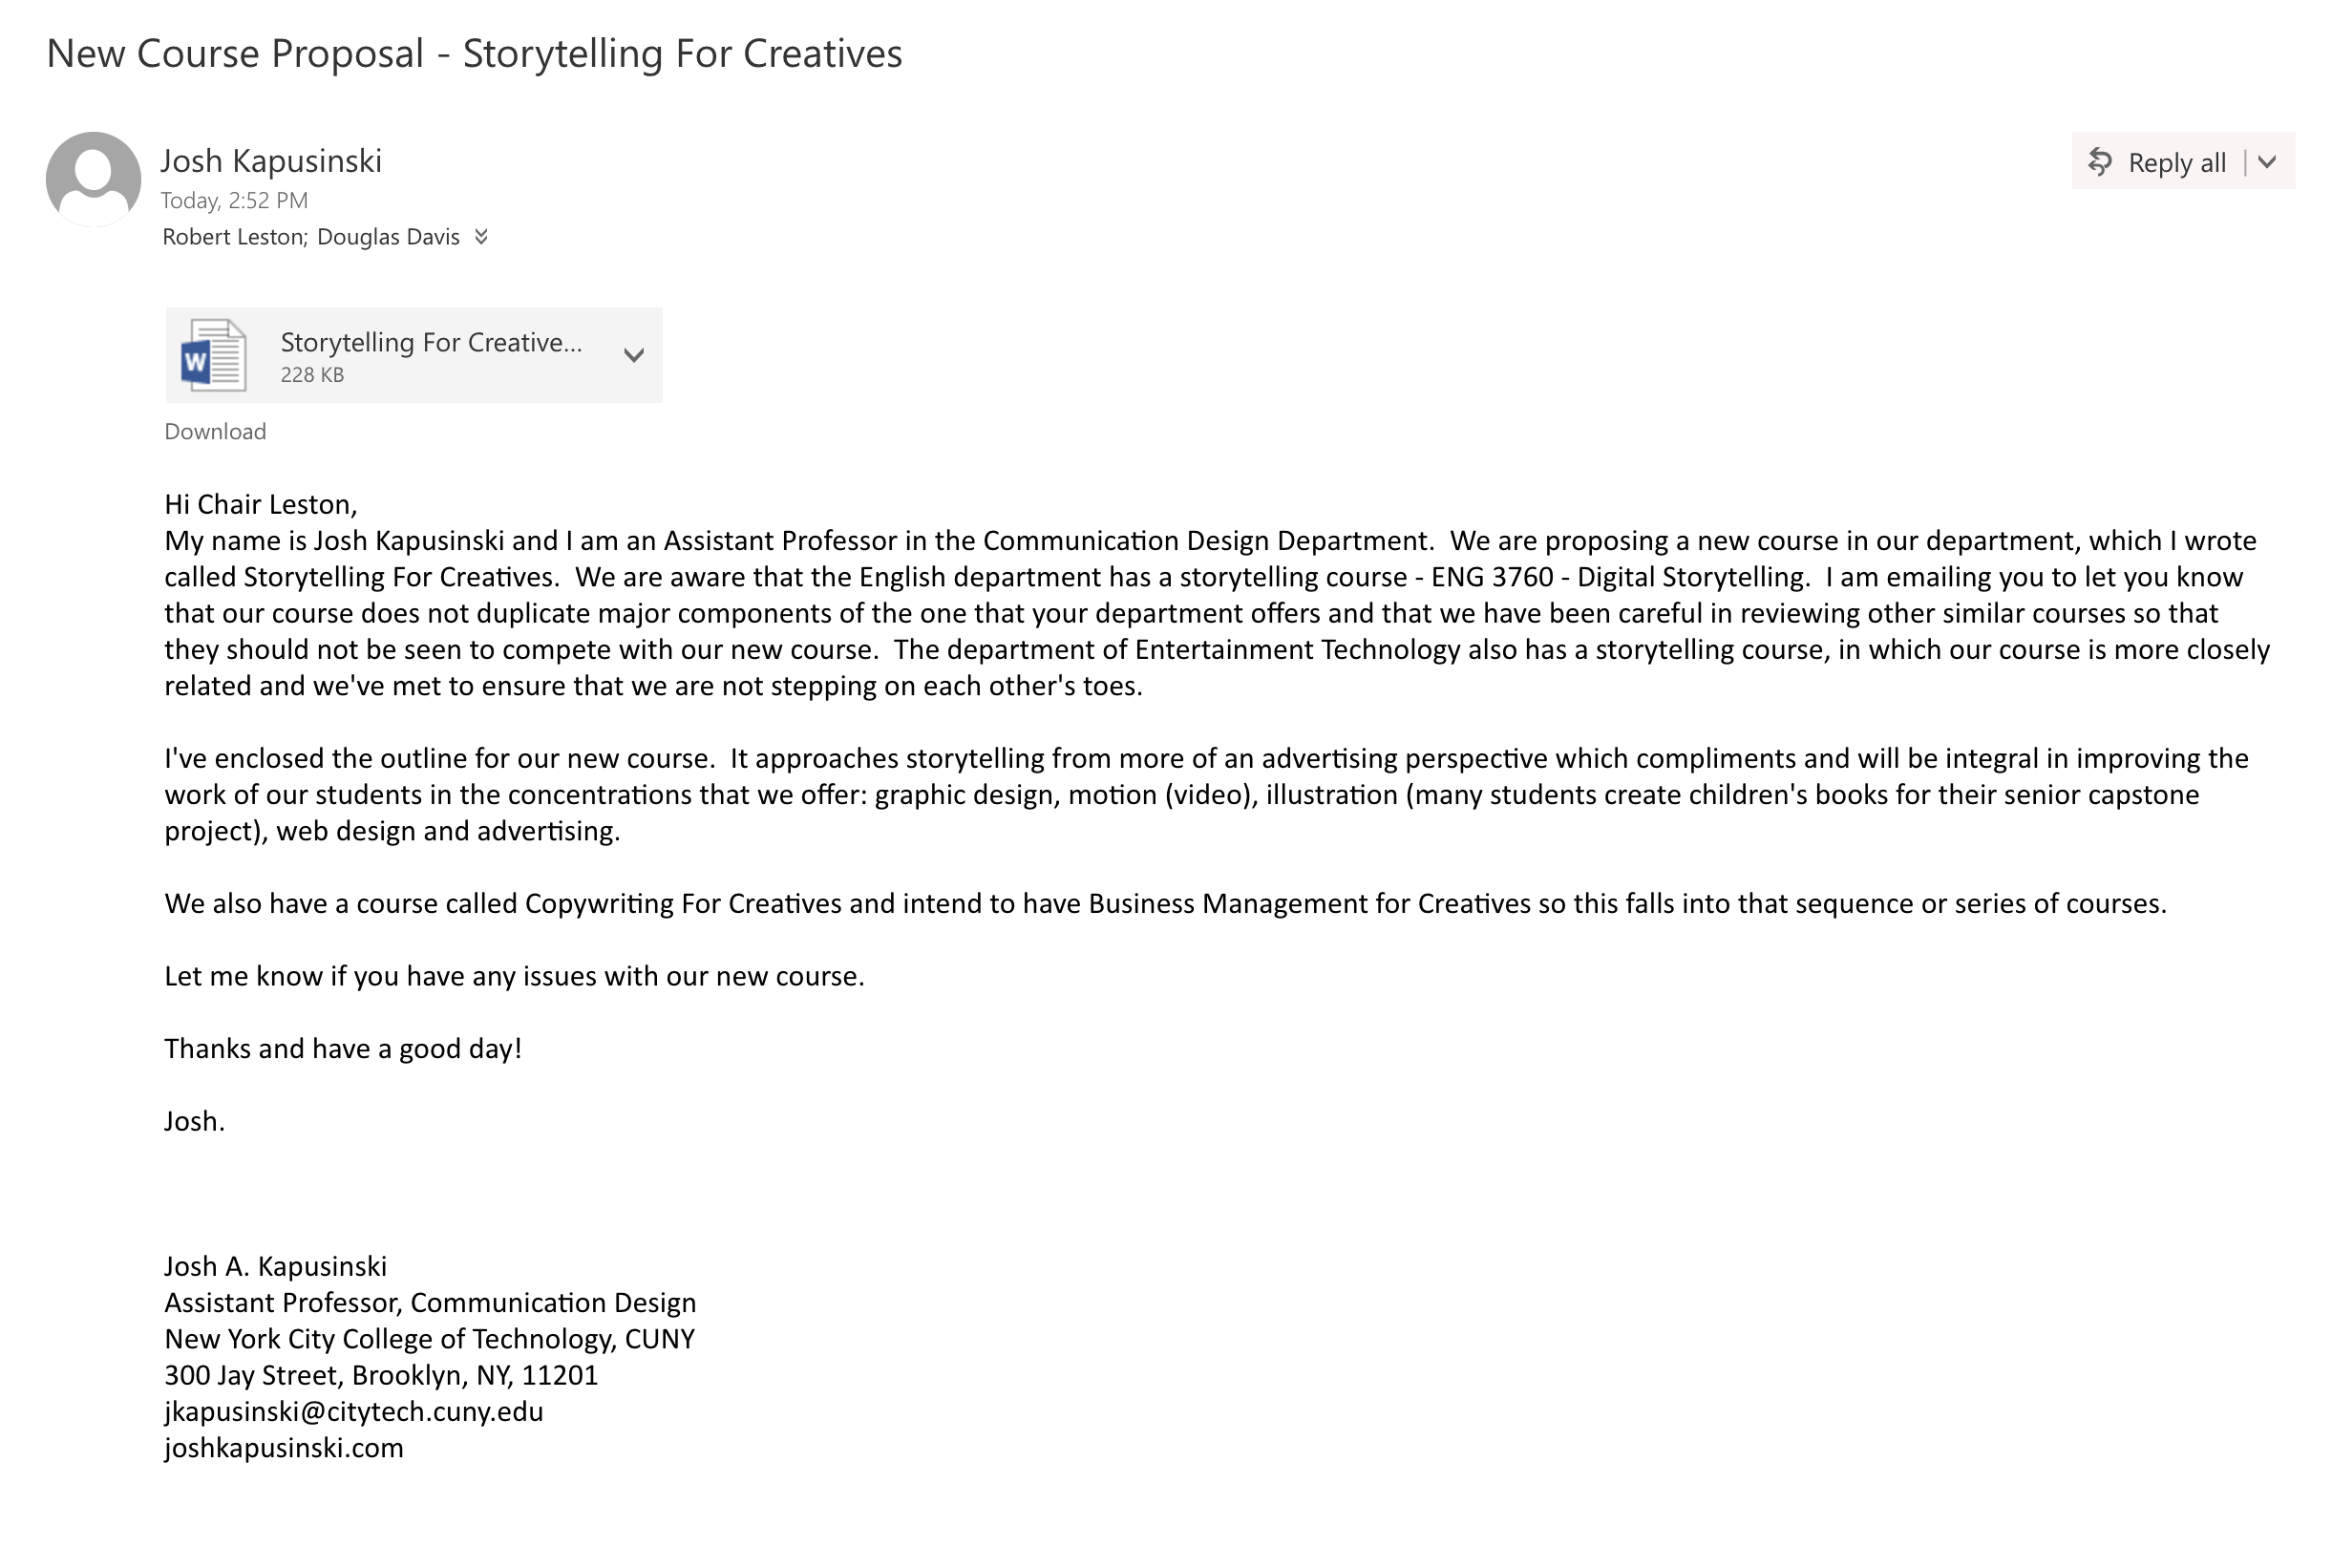 New Course Proposal - Storytelling For Creatives
Josh Kapusinski
Reply all
Today, 2:52 PM
Robert Leston; Douglas Davis
W
Storytelling For Creative...
228 KB
Download
Hi Chair Leston,
My name is Josh Kapusinski and I am an Assistant Professor in the Communication Design Department.  We are proposing a new course in our department, which I wrote
called Storytelling For Creatives.  We are aware that the English department has a storytelling course - ENG 3760 - Digital Storytelling.  I am emailing you to let you know
that our course does not duplicate major components of the one that your department offers and that we have been careful in reviewing other similar courses so that
they should not be seen to compete with our new course.  The department of Entertainment Technology also has a storytelling course, in which our course is more closely
related and we've met to ensure that we are not stepping on each other's toes.
I've enclosed the outline for our new course.  It approaches storytelling from more of an advertising perspective which compliments and will be integral in improving the
work of our students in the concentrations that we offer: graphic design, motion (video), illustration (many students create children's books for their senior capstone
project), web design and advertising.
We also have a course called Copywriting For Creatives and intend to have Business Management for Creatives so this falls into that sequence or series of courses.
Let me know if you have any issues with our new course.
Thanks and have a good day!
Josh.
Josh A. Kapusinski
Assistant Professor, Communication Design
New York City College of Technology, CUNY
300 Jay Street, Brooklyn, NY, 11201
jkapusinski@citytech.cuny.edu
joshkapusinski.com